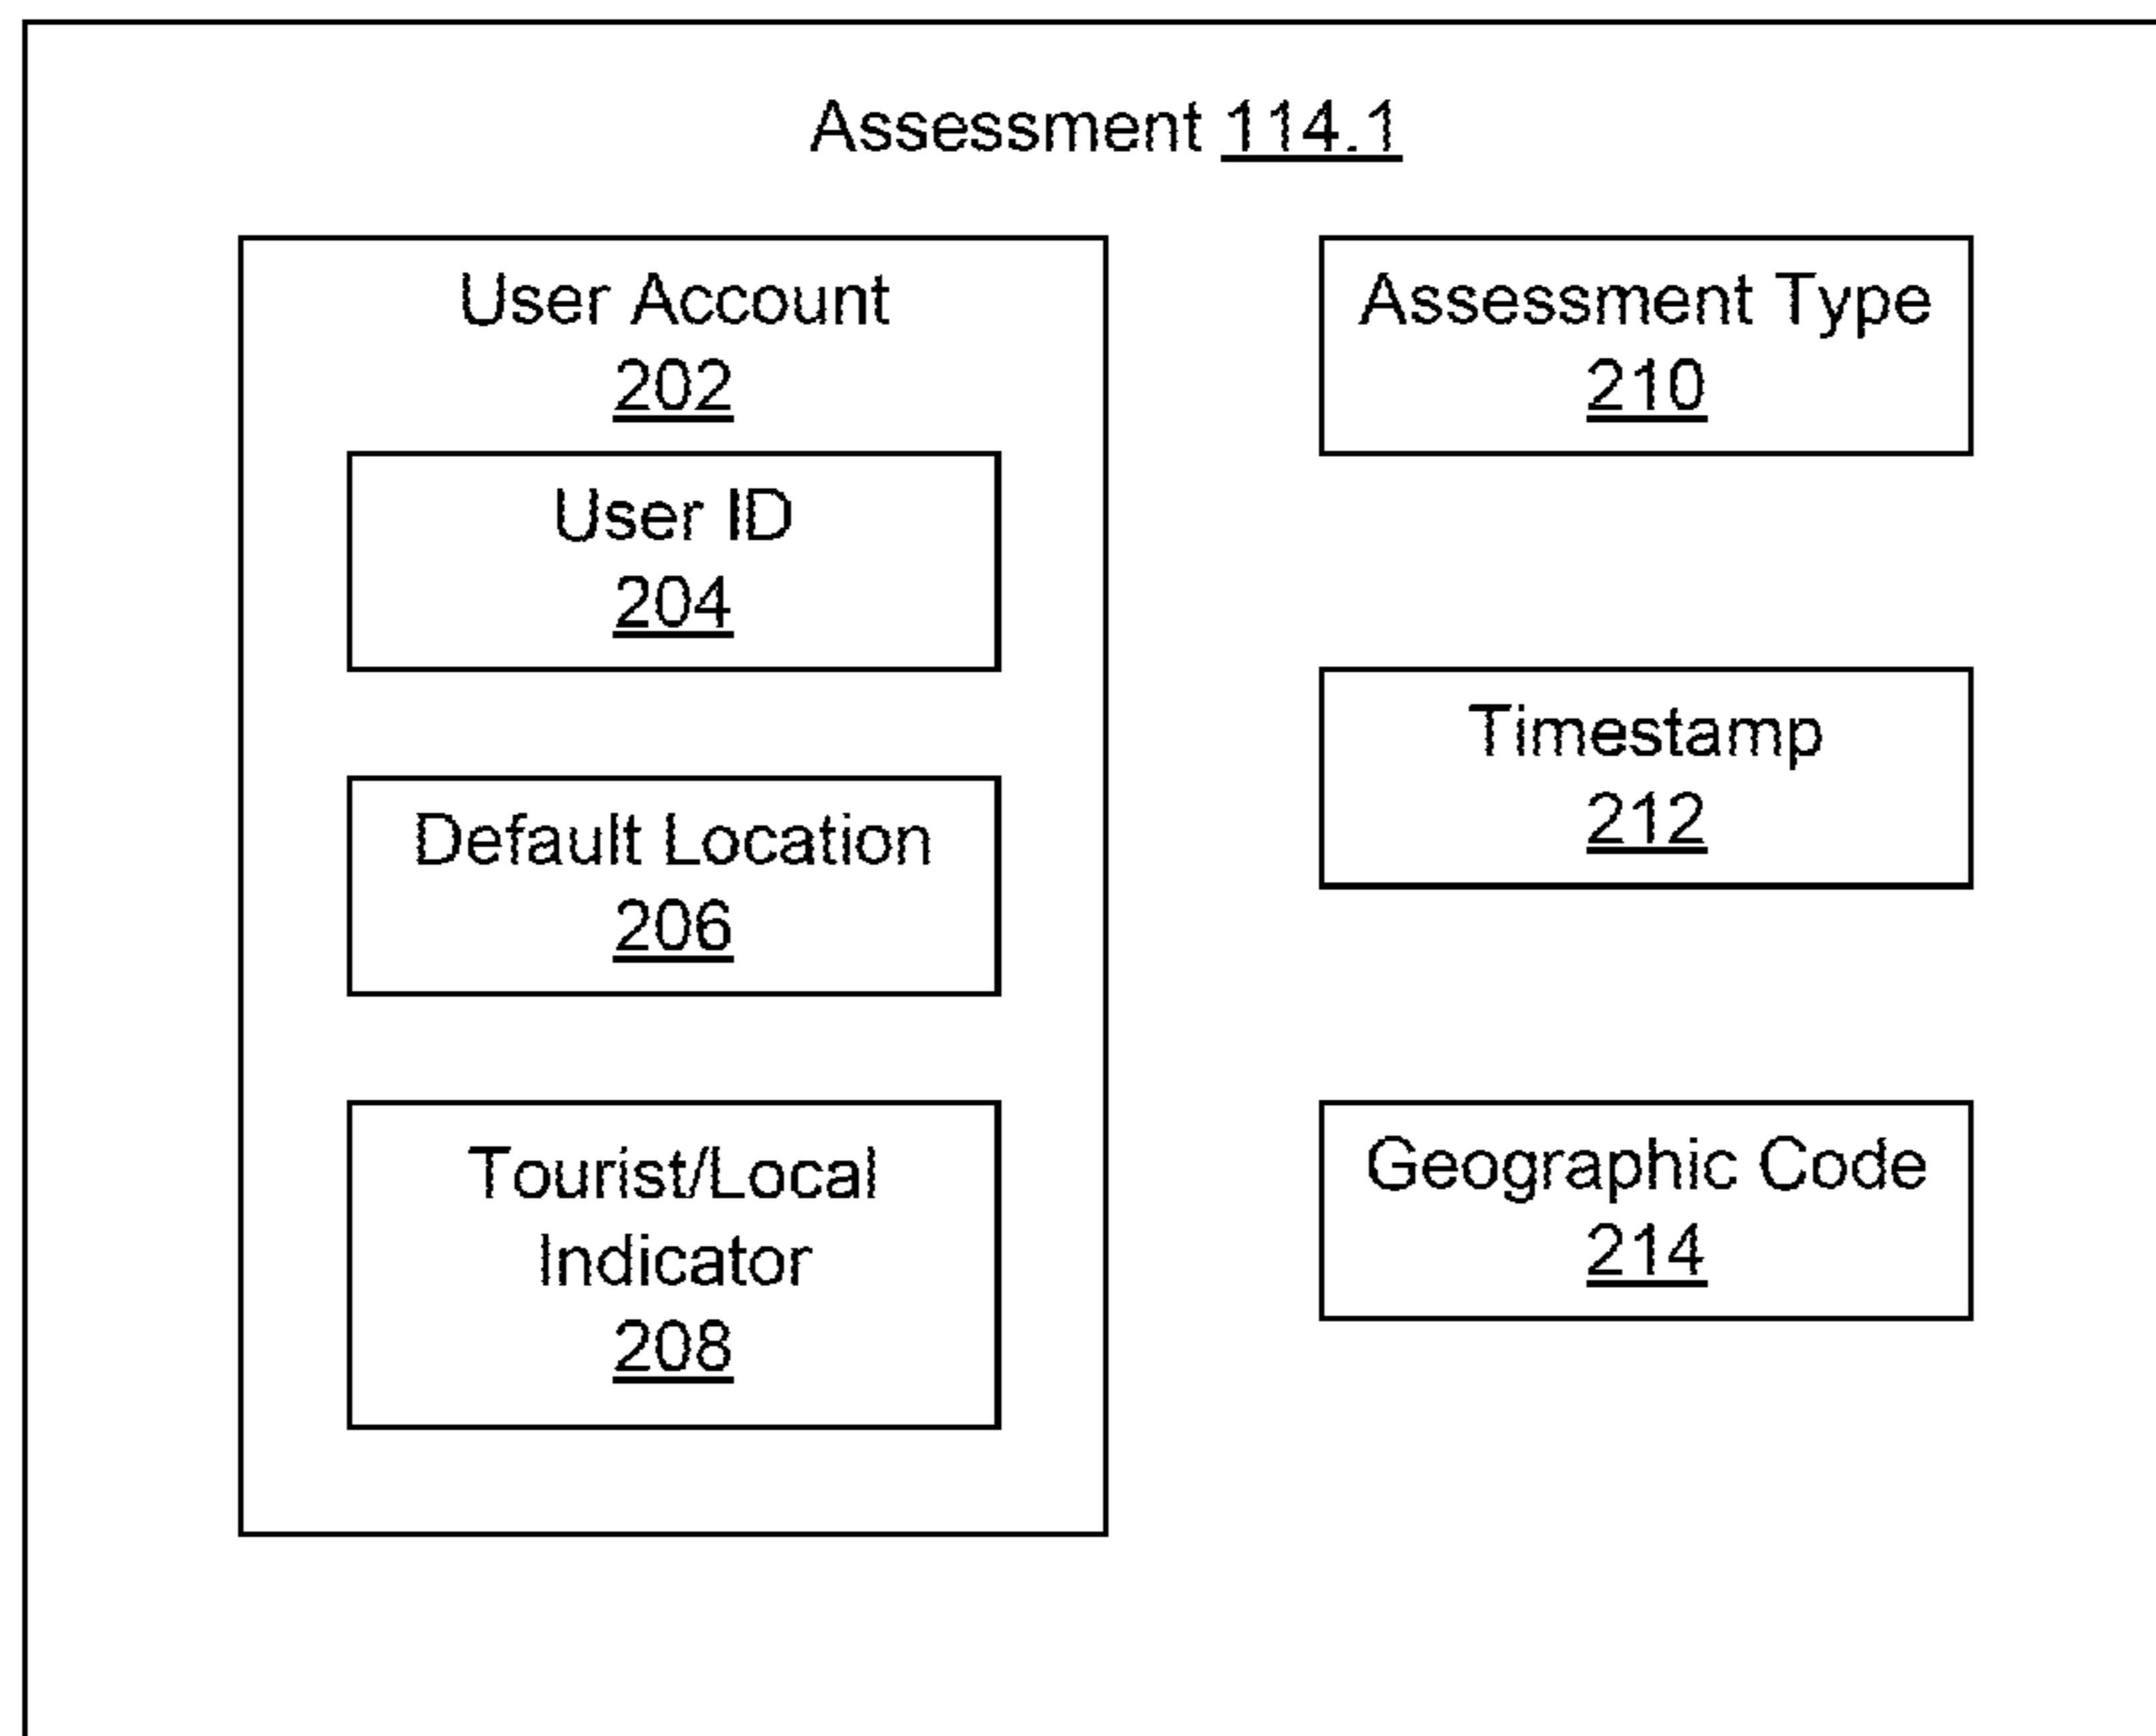 Assessment 114.1
User Account
202
User ID
204
Default Location
206
Tourist/Local
Indicator
208
Assessment Type
210
Timestamp
212
Geographic Code
214